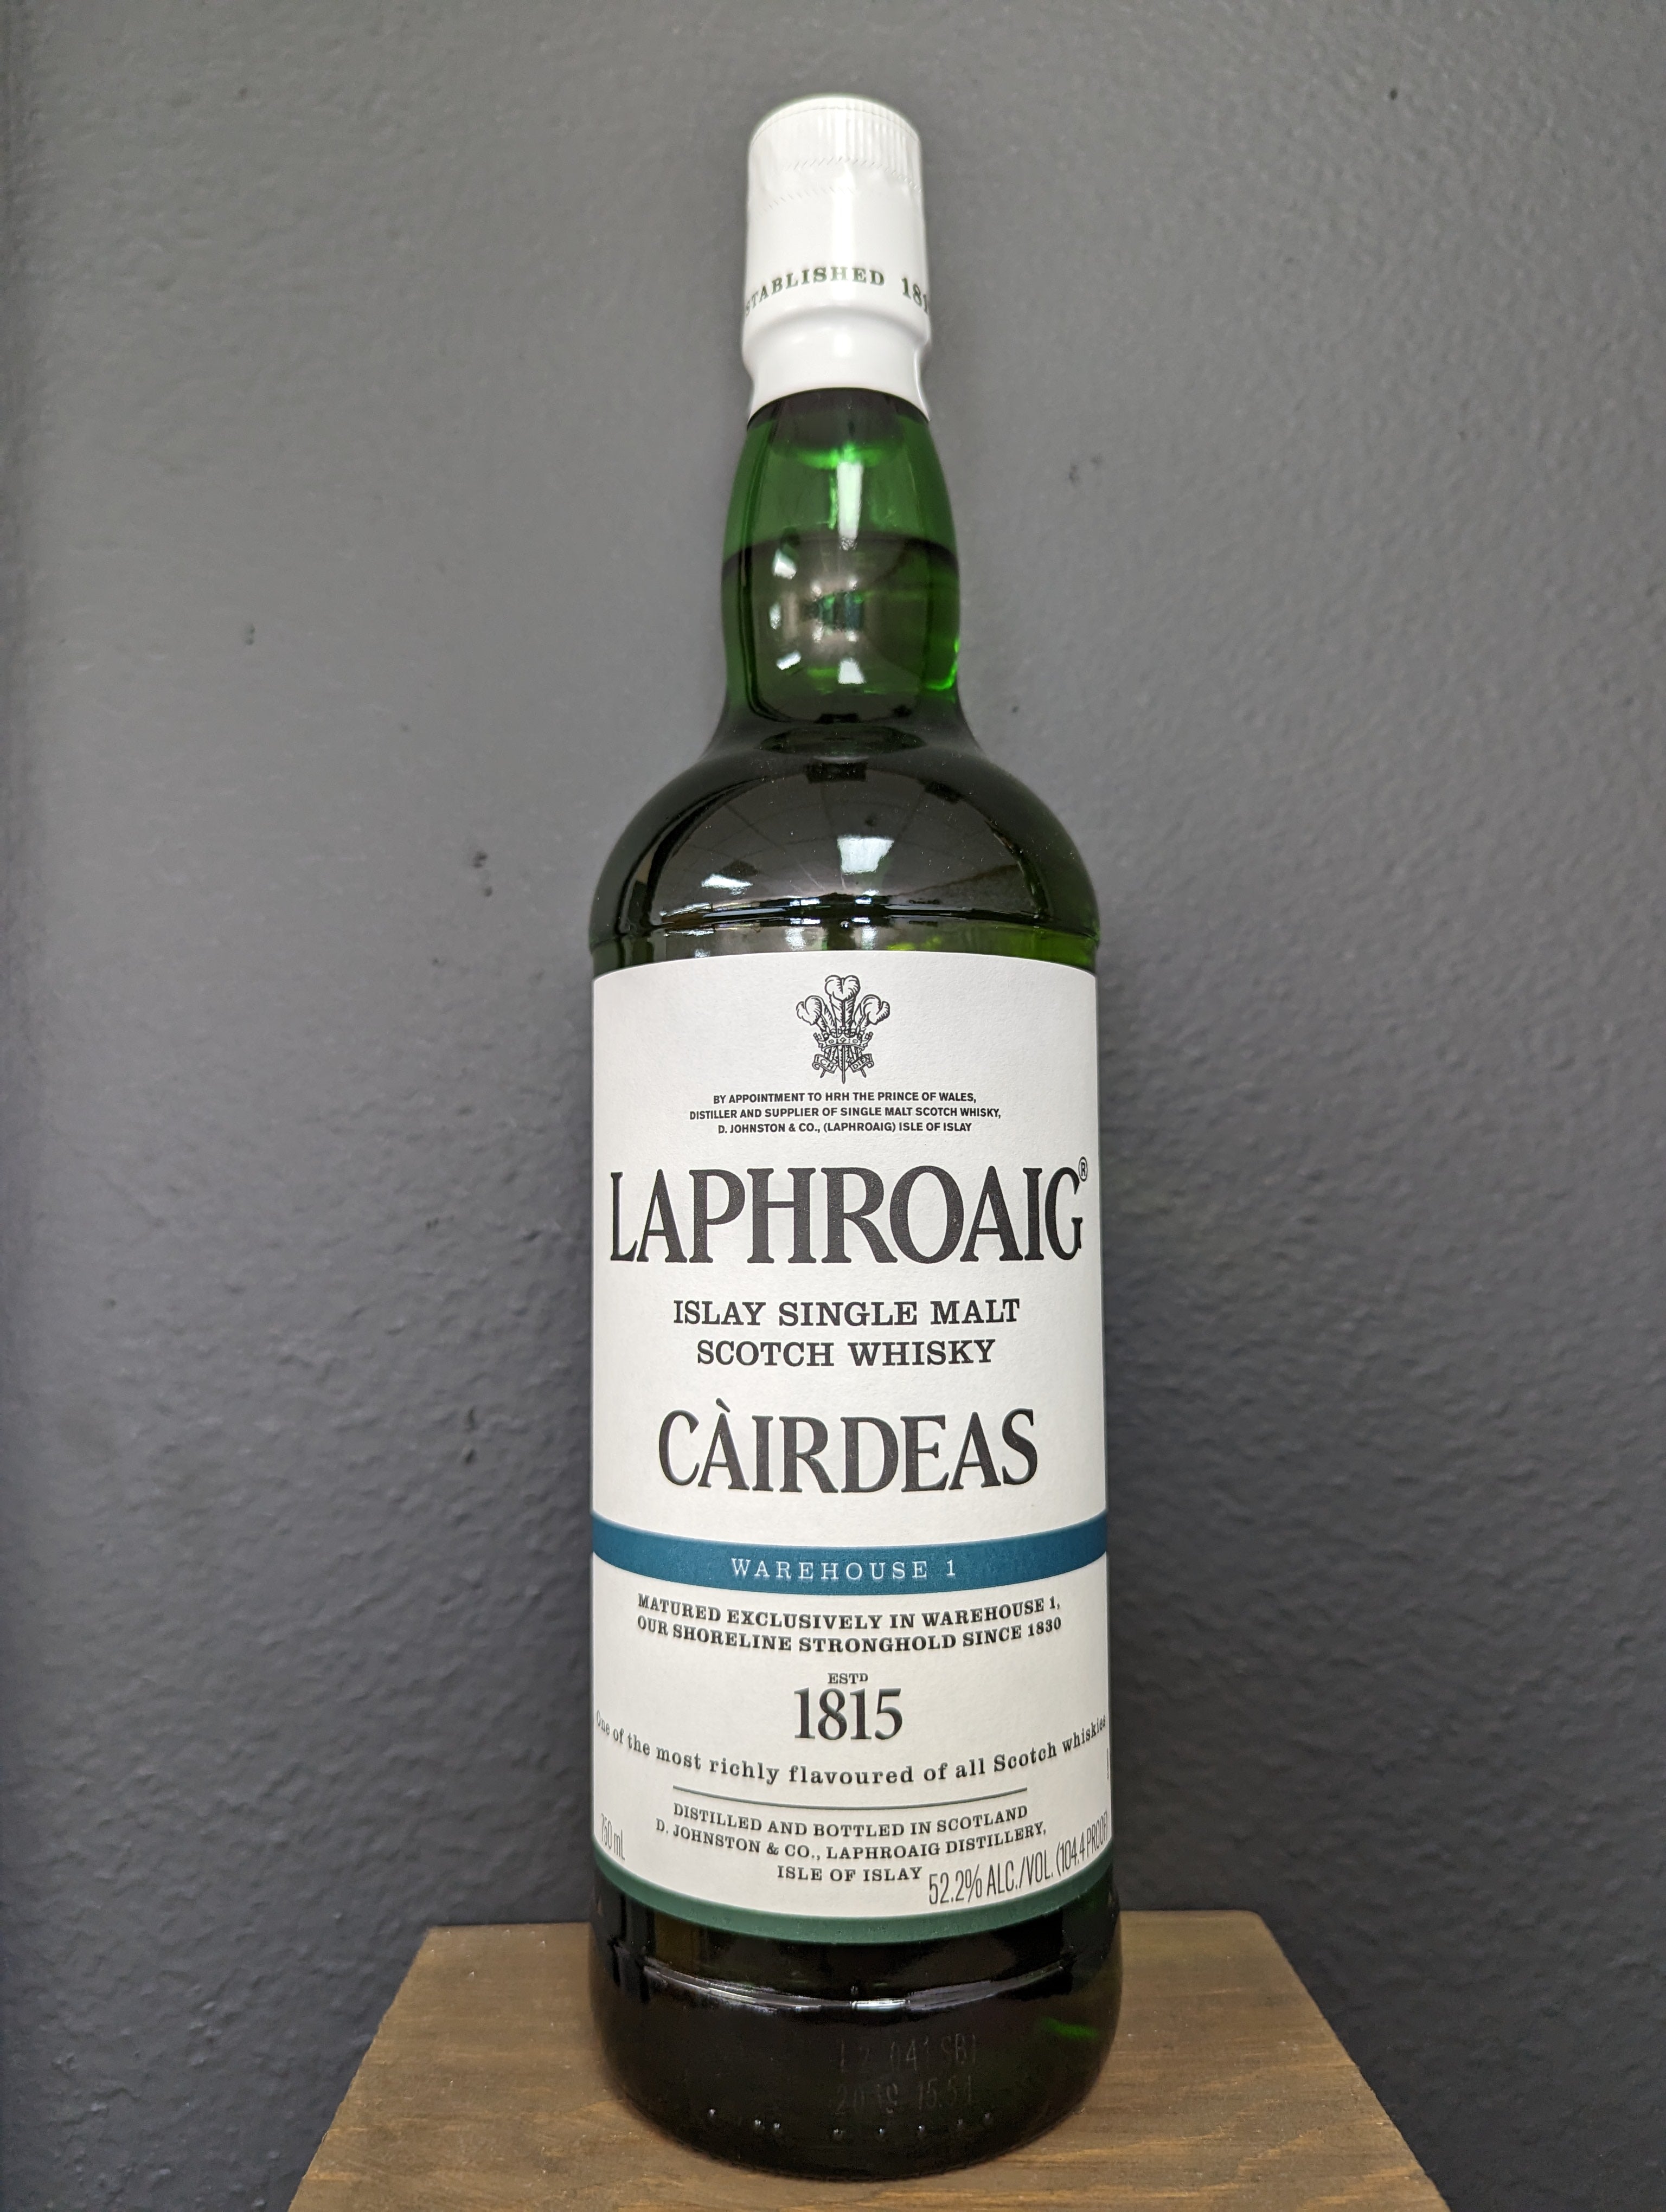 STABLISHED 181
BY APPOINTMENT TO HRH THE PRINCE OF WALES,
DISTILLER AND SUPPLIER OF SINGLE MALT SCOTCH WHISKY,
D. JOHNSTON & CO., (LAPHROAIG) ISLE OF ISLAY
LAPHROAIG®
ISLAY SINGLE MALT
SCOTCH WHISKY
CÀIRDEAS
WAREHOUSE 1
MATURED EXCLUSIVELY IN WAREHOUSE 1,
OUR SHORELINE STRONGHOLD SINCE 1830
ESTD
1815
One of the most richly flavoured of all Scotch whiskies
DISTILLED AND BOTTLED IN SCOTLAND
D. JOHNSTON & CO., LAPHROAIG DISTILLERY,
ISLE OF ISLAY
750 mL
52.2% ALC./VOL. (104.4 PROOF)